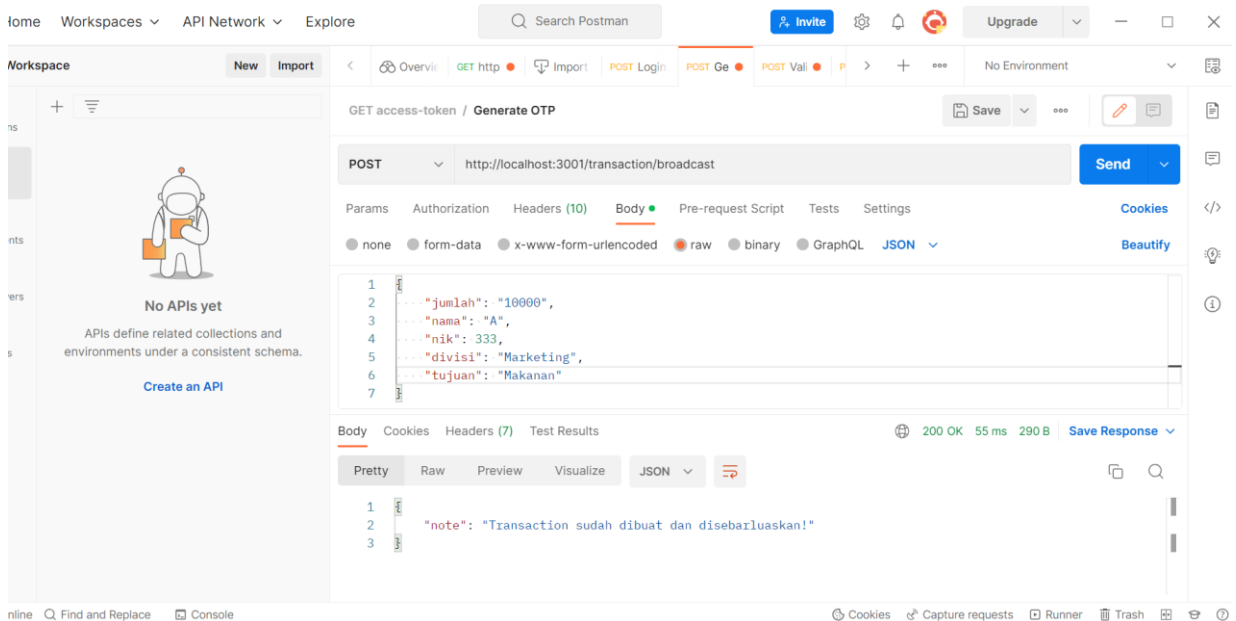 Home Workspaces API Network Explore Search Postman Invite Upgrade
Workspace New Import Overvie GET http Import POST Login POST Ge POST Vali P No Environment
GET access-token / Generate OTP Save
POST http://localhost:3001/transaction/broadcast Send
Params Authorization Headers (10) Body Pre-request Script Tests Settings Cookies
none form-data x-www-form-urlencoded raw binary GraphQL JSON Beautify
1 {
2 "jumlah": "10000",
3 "nama": "A",
4 "nik": 333,
5 "divisi": "Marketing",
6 "tujuan": "Makanan"
7 }
ns
nts
ers
s
No APIs yet
APIs define related collections and
environments under a consistent schema.
Create an API
Body Cookies Headers (7) Test Results 200 OK 55 ms 290 B Save Response
Pretty Raw Preview Visualize JSON
1 {
2 "note": "Transaction sudah dibuat dan disebarluaskan!"
3 }
nline Find and Replace Console Cookies Capture requests Runner Trash